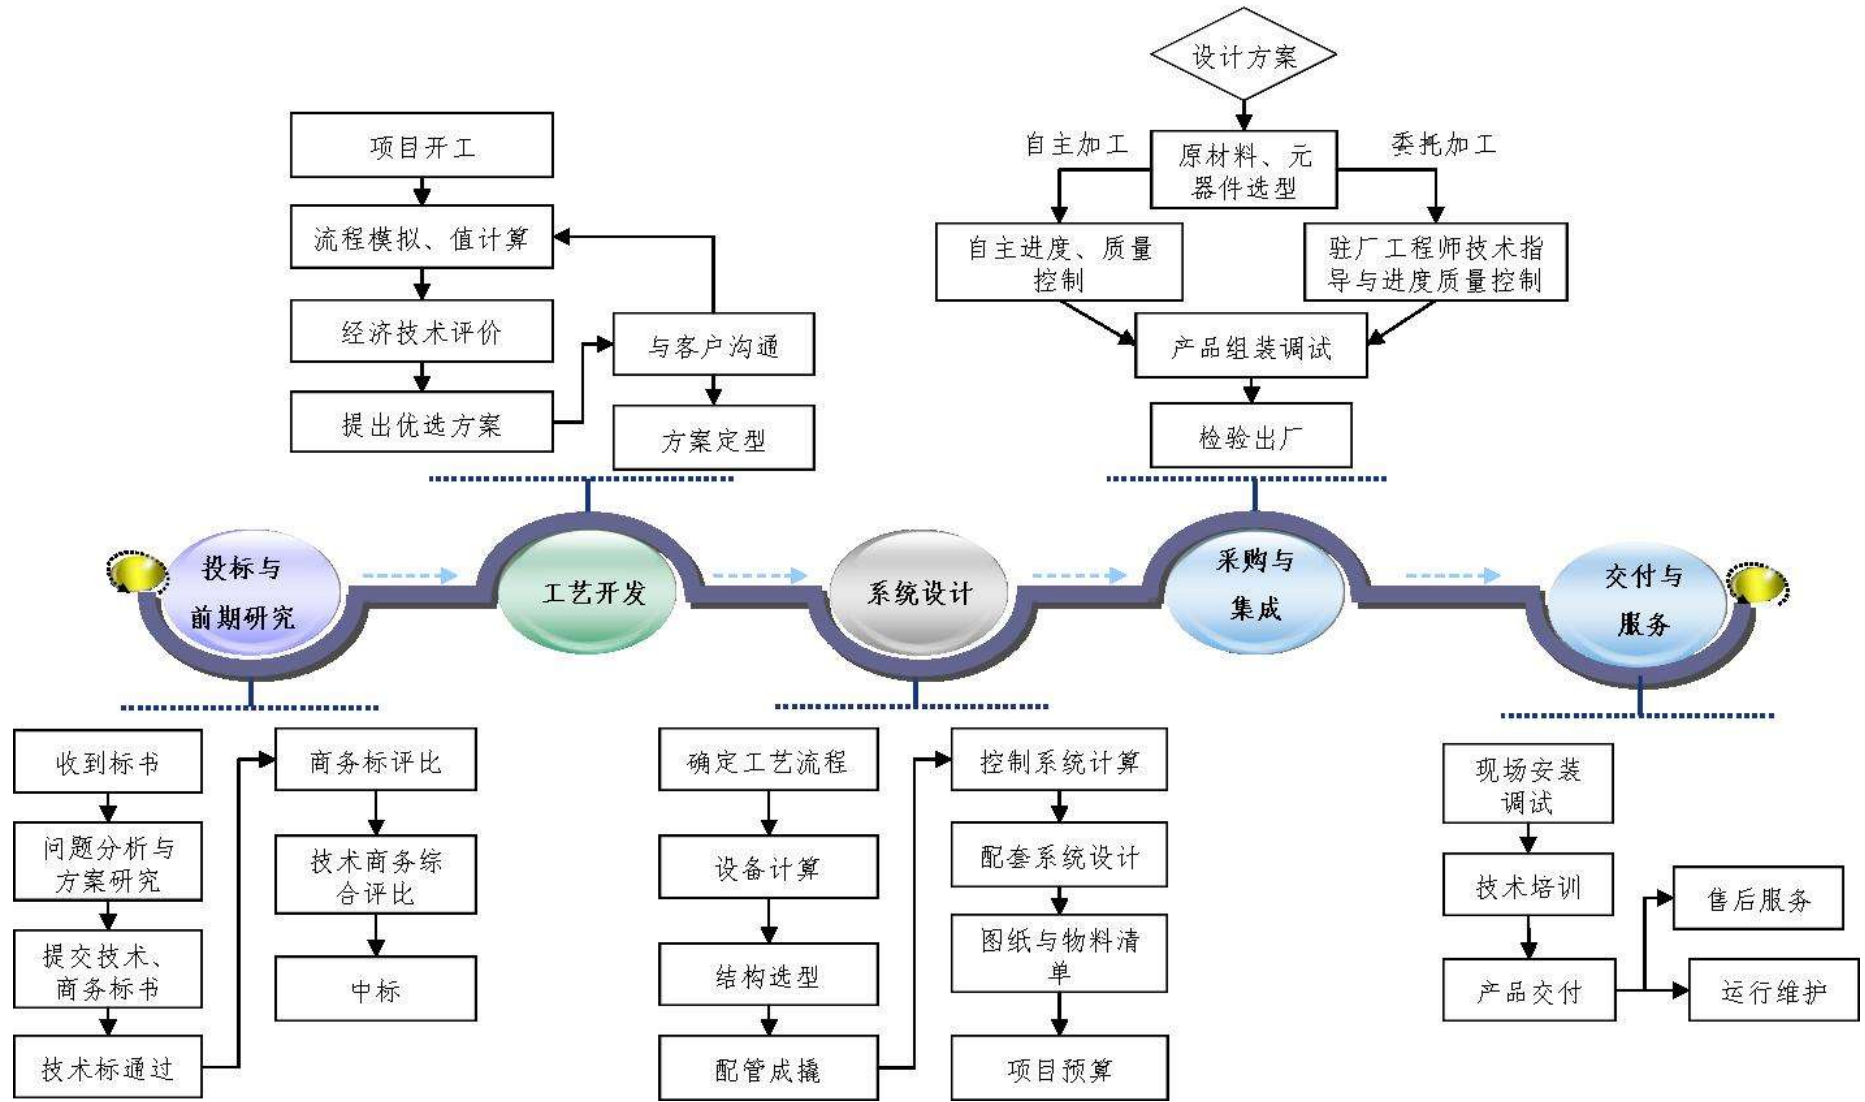 设计方案
项目开工
自主加工
原材料、元
器件选型
委托加工
流程模拟、值计算
自主进度、质量
控制
驻厂工程师技术指
导与进度质量控制
经济技术评价
与客户沟通
产品组装调试
提出优选方案
方案定型
检验出厂
投标与
前期研究
工艺开发
系统设计
采购与
集成
交付与
服务
收到标书
问题分析与
方案研究
提交技术、
商务标书
技术标通过
商务标评比
技术商务综
合评比
中标
确定工艺流程
设备计算
结构选型
配管成撬
控制系统计算
配套系统设计
图纸与物料清
单
项目预算
现场安装
调试
技术培训
产品交付
售后服务
运行维护